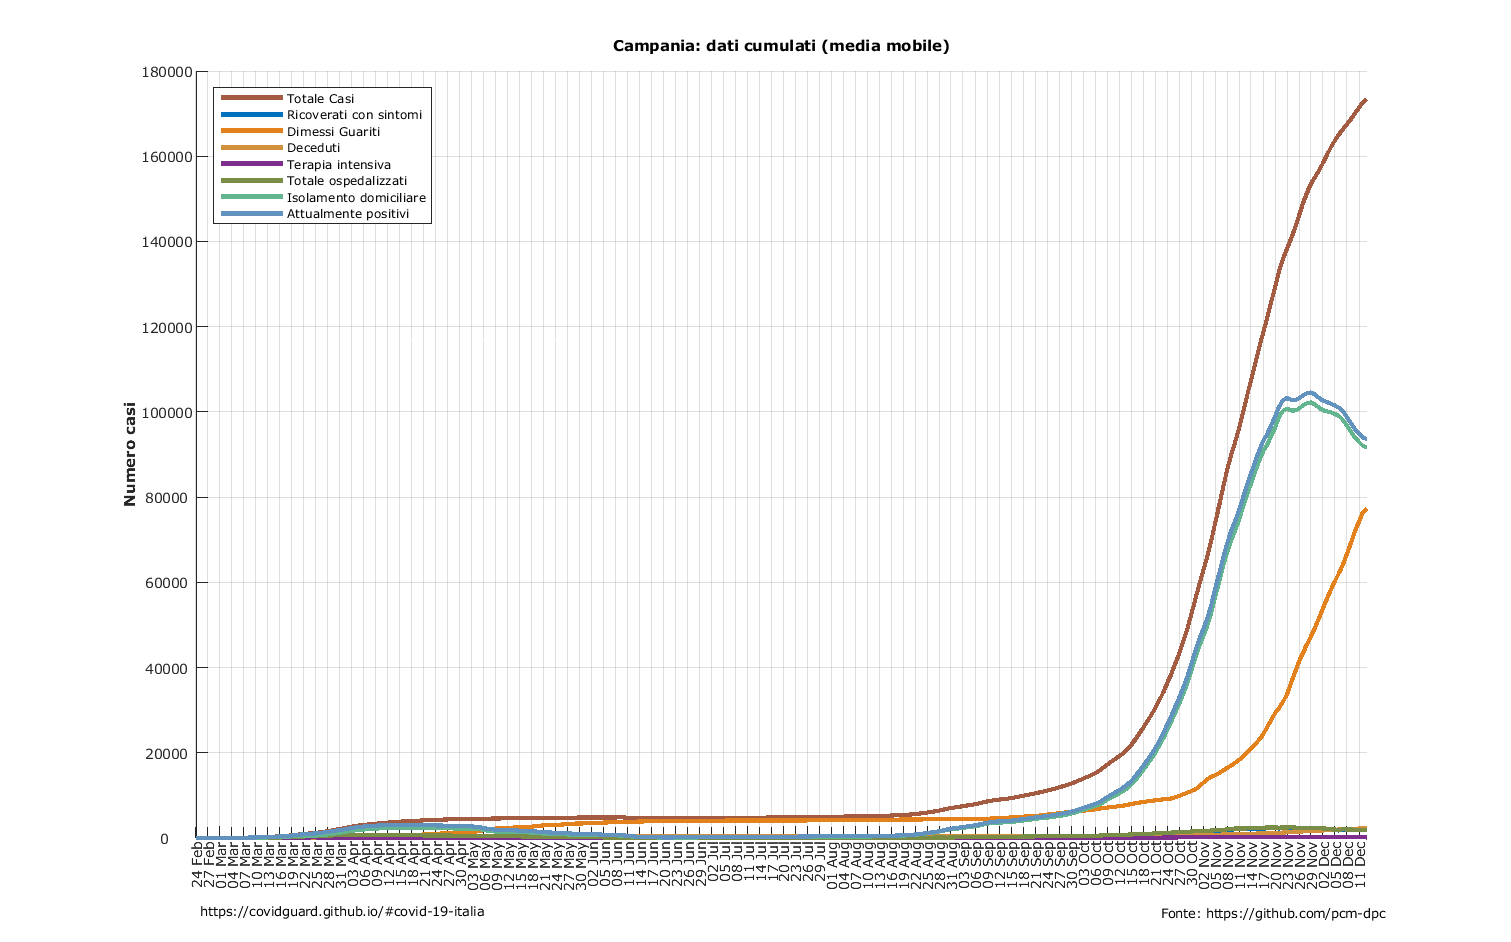 Campania: dati cumulati (media mobile)
180000
160000
140000
120000
100000
80000
60000
40000
20000
0
Numero casi
Totale Casi
Ricoverati con sintomi
Dimessi Guariti
Deceduti
Terapia intensiva
Totale ospedalizzati
Isolamento domiciliare
Attualmente positivi
24 Feb
27 Feb
01 Mar
04 Mar
07 Mar
10 Mar
13 Mar
16 Mar
19 Mar
22 Mar
25 Mar
28 Mar
31 Mar
03 Apr
06 Apr
09 Apr
12 Apr
15 Apr
18 Apr
21 Apr
24 Apr
27 Apr
30 Apr
03 May
06 May
09 May
12 May
15 May
18 May
21 May
24 May
27 May
30 May
02 Jun
05 Jun
08 Jun
11 Jun
14 Jun
17 Jun
20 Jun
23 Jun
26 Jun
29 Jun
02 Jul
05 Jul
08 Jul
11 Jul
14 Jul
17 Jul
20 Jul
23 Jul
26 Jul
29 Jul
01 Aug
04 Aug
07 Aug
10 Aug
13 Aug
16 Aug
19 Aug
22 Aug
25 Aug
28 Aug
31 Aug
03 Sep
06 Sep
09 Sep
12 Sep
15 Sep
18 Sep
21 Sep
24 Sep
27 Sep
30 Sep
03 Oct
06 Oct
09 Oct
12 Oct
15 Oct
18 Oct
21 Oct
24 Oct
27 Oct
30 Oct
02 Nov
05 Nov
08 Nov
11 Nov
14 Nov
17 Nov
20 Nov
23 Nov
26 Nov
29 Nov
02 Dec
05 Dec
08 Dec
11 Dec
https://covidguard.github.io/#covid-19-italia
Fonte: https://github.com/pcm-dpc